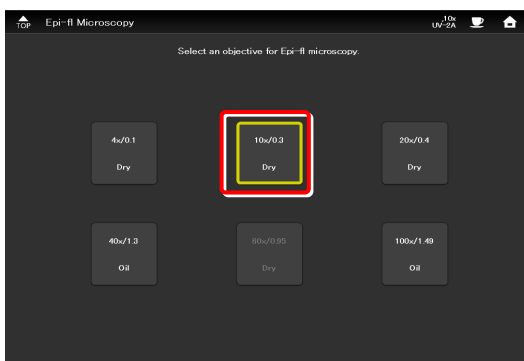 TOP Epi-fl Microscopy 10x
UV-2A
Select an objective for Epi-fl microscopy.
4x/0.1 10x/0.3 20x/0.4
Dry Dry Dry
40x/1.3 60x/0.95 100x/1.49
Oil Dry Oil